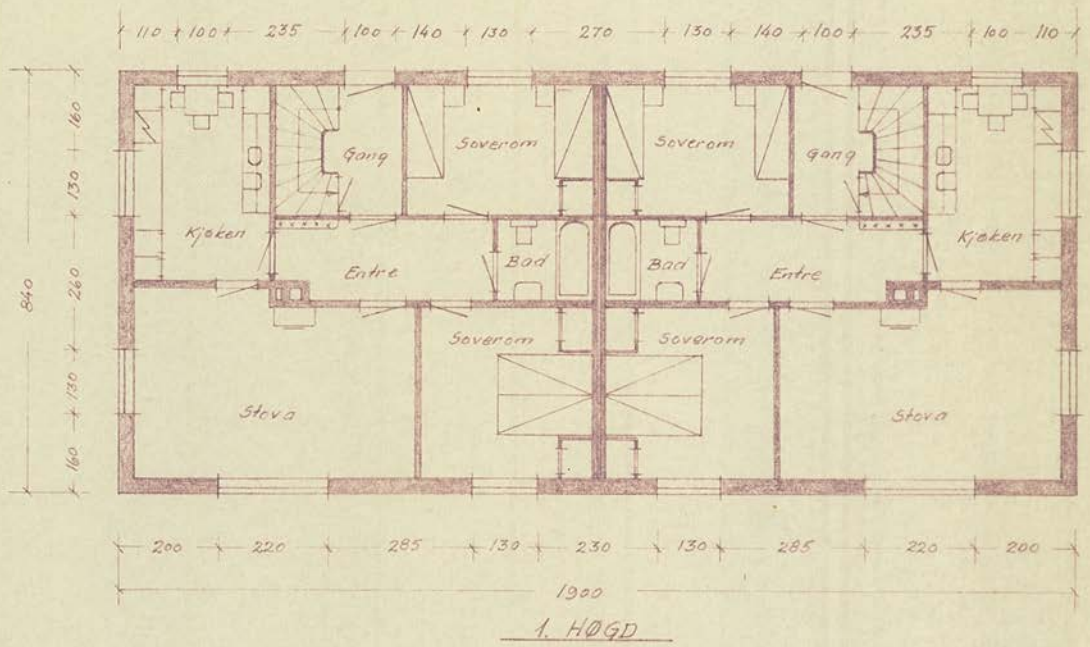 110 100 235 100 140 130 270 130 140 100 235 100 110
840
160 130 260 130 160
Gang Soverom Soverom Gang
Kjøken Kjøken
Entre Bad Bad Entre
Soverom Soverom
Stova Stova
200 220 285 130 230 130 285 220 200
1900
1. HØGD